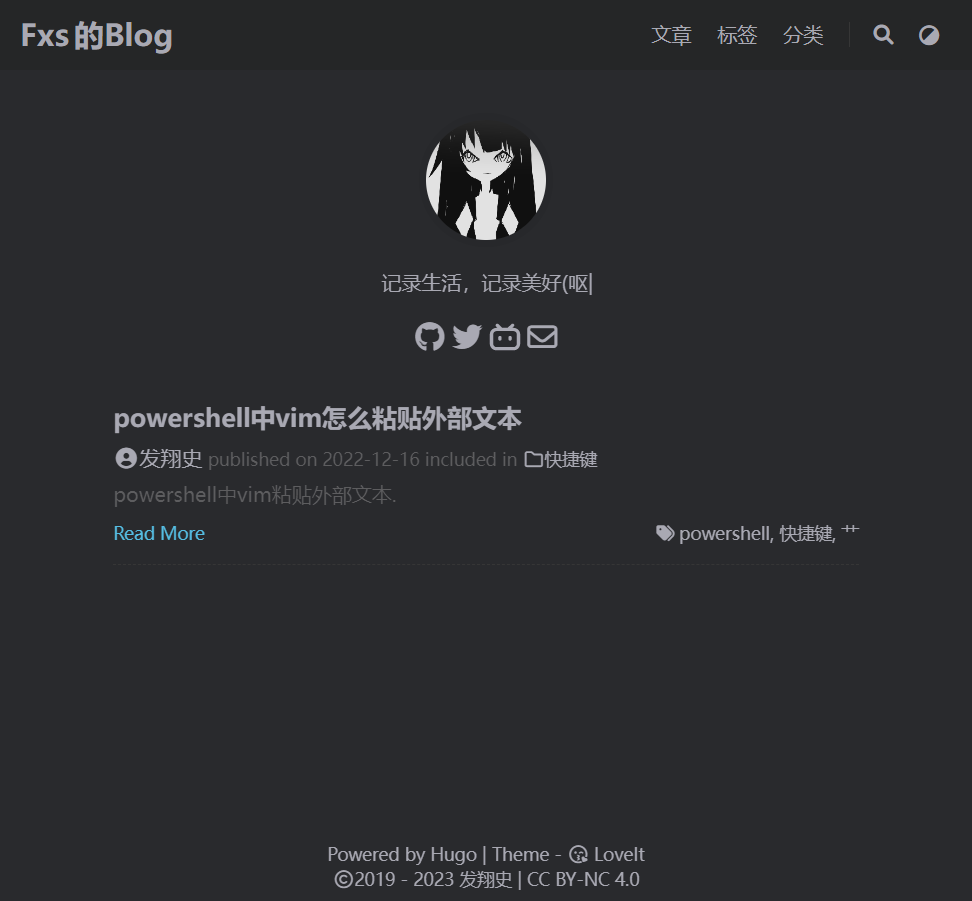 Fxs 的Blog
文章 标签 分类
记录生活，记录美好(呕|
powershell中vim怎么粘贴外部文本
发翔史 published on 2022-12-16 included in 快捷键
powershell中vim粘贴外部文本.
Read More powershell, 快捷键, 艹
Powered by Hugo | Theme - LoveIt
©2019 - 2023 发翔史 | CC BY-NC 4.0